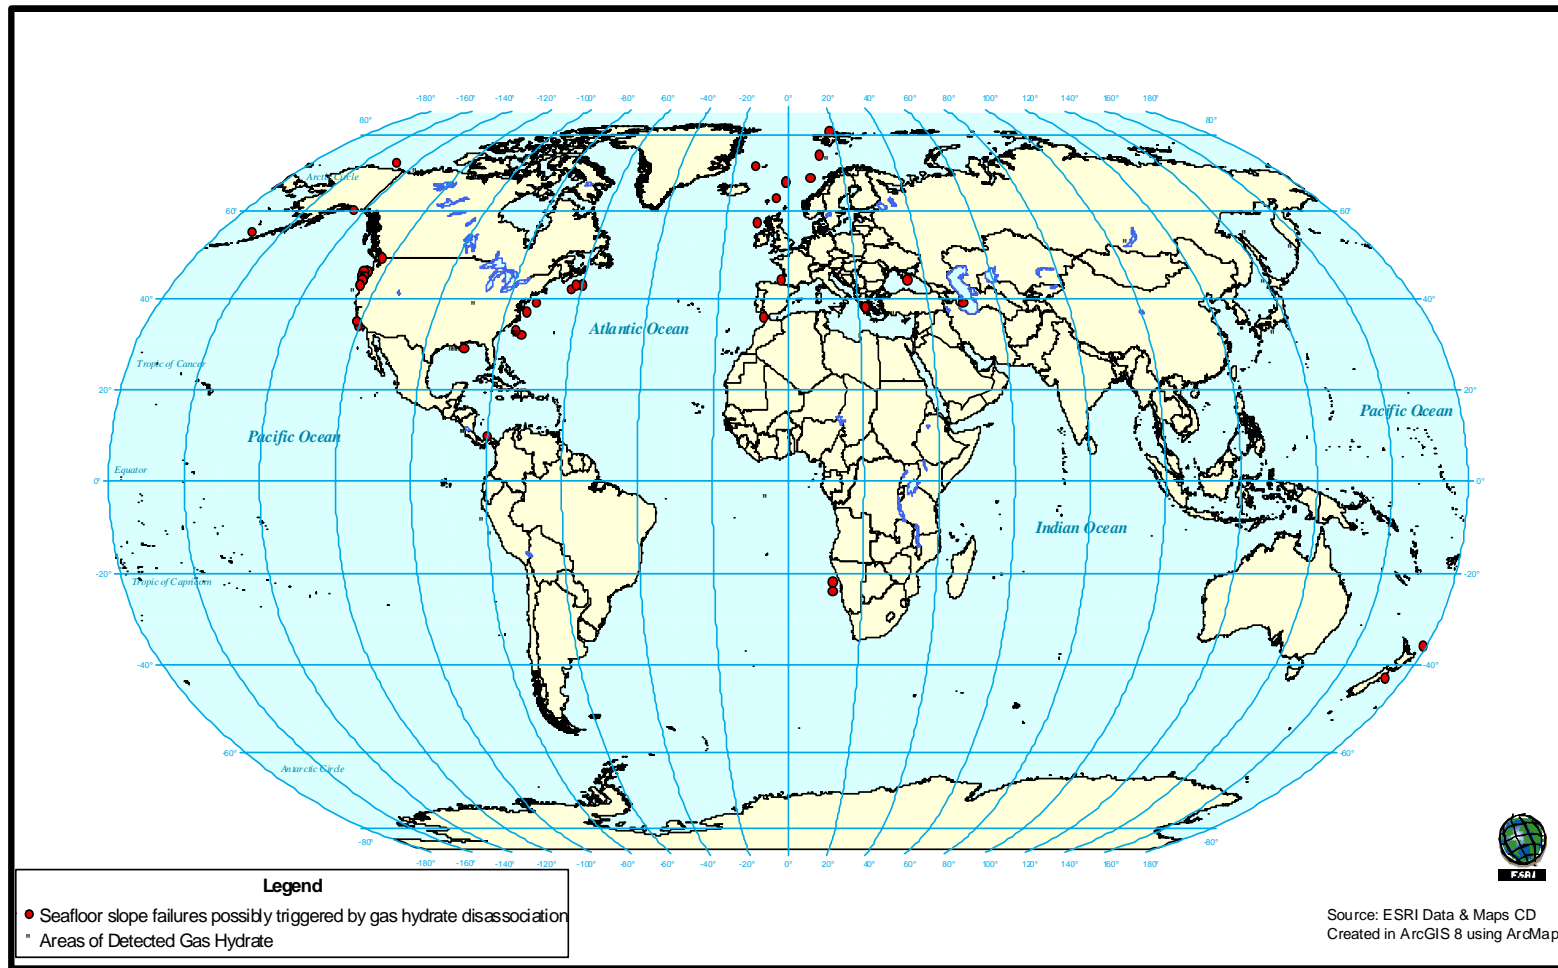 -180° -160° -140° -120° -100° -80° -60° -40° -20° 0° 20° 40° 60° 80° 100° 120° 140° 160° 180°
80° 80°
Arctic Circle
60° 60°
40° 40°
Atlantic Ocean
Tropic of Cancer
20° 20°
Pacific Ocean
Pacific Ocean
Equator
0° 0°
Indian Ocean
-20° -20°
Tropic of Capricorn
-40° -40°
-60° -60°
Antarctic Circle
-80° -80°
-180° -160° -140° -120° -100° -80° -60° -40° -20° 0° 20° 40° 60° 80° 100° 120° 140° 160° 180°
Legend
Seafloor slope failures possibly triggered by gas hydrate disassociation
Areas of Detected Gas Hydrate
ESRI
Source: ESRI Data & Maps CD
Created in ArcGIS 8 using ArcMap